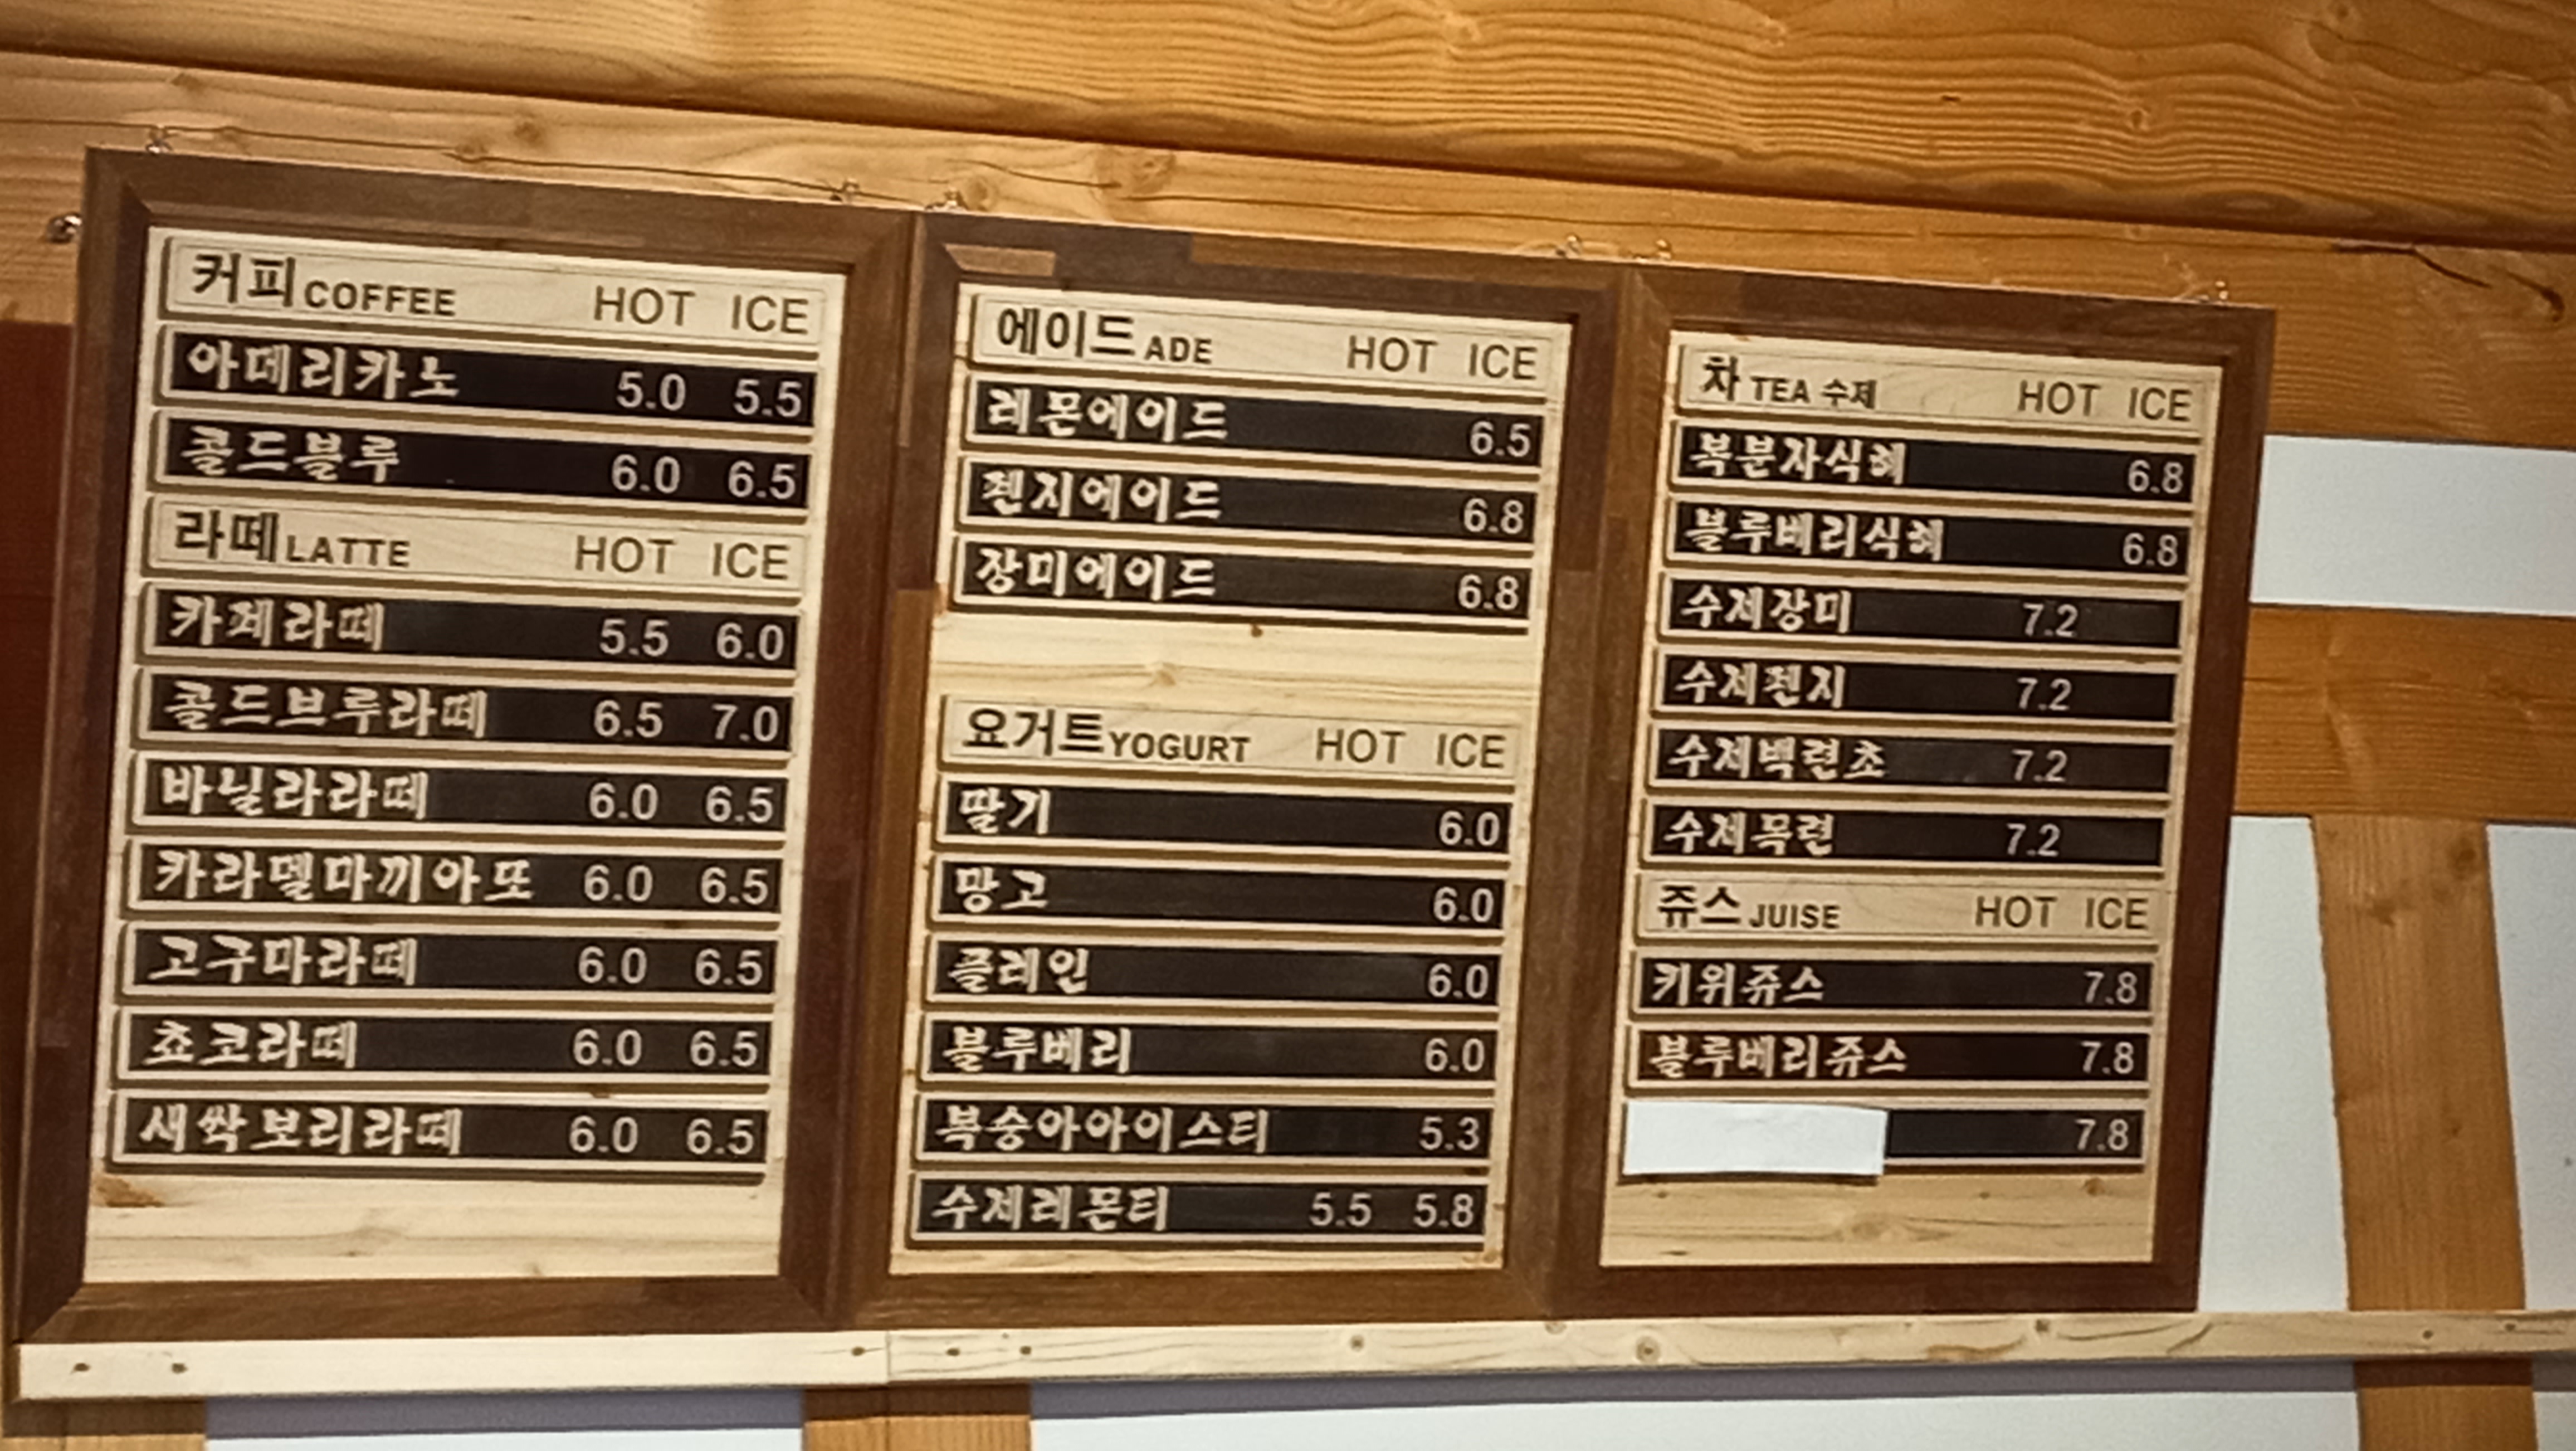 커피 COFFEE HOT ICE
아메리카노 5.0 5.5
콜드블루 6.0 6.5
라떼 LATTE HOT ICE
카페라떼 5.5 6.0
콜드브루라떼 6.5 7.0
바닐라라떼 6.0 6.5
카라멜마끼아또 6.0 6.5
고구마라떼 6.0 6.5
쵸코라떼 6.0 6.5
새싹보리라떼 6.0 6.5
에이드 ADE HOT ICE
레몬에이드 6.5
팬지에이드 6.8
장미에이드 6.8
요거트 YOGURT HOT ICE
딸기 6.0
망고 6.0
플레인 6.0
블루베리 6.0
복숭아아이스티 5.3
수제레몬티 5.5 5.8
차 TEA 수제 HOT ICE
복분자식혜 6.8
블루베리식혜 6.8
수제장미 7.2
수제팬지 7.2
수제백련초 7.2
수제목련 7.2
쥬스 JUISE HOT ICE
키위쥬스 7.8
블루베리쥬스 7.8
7.8